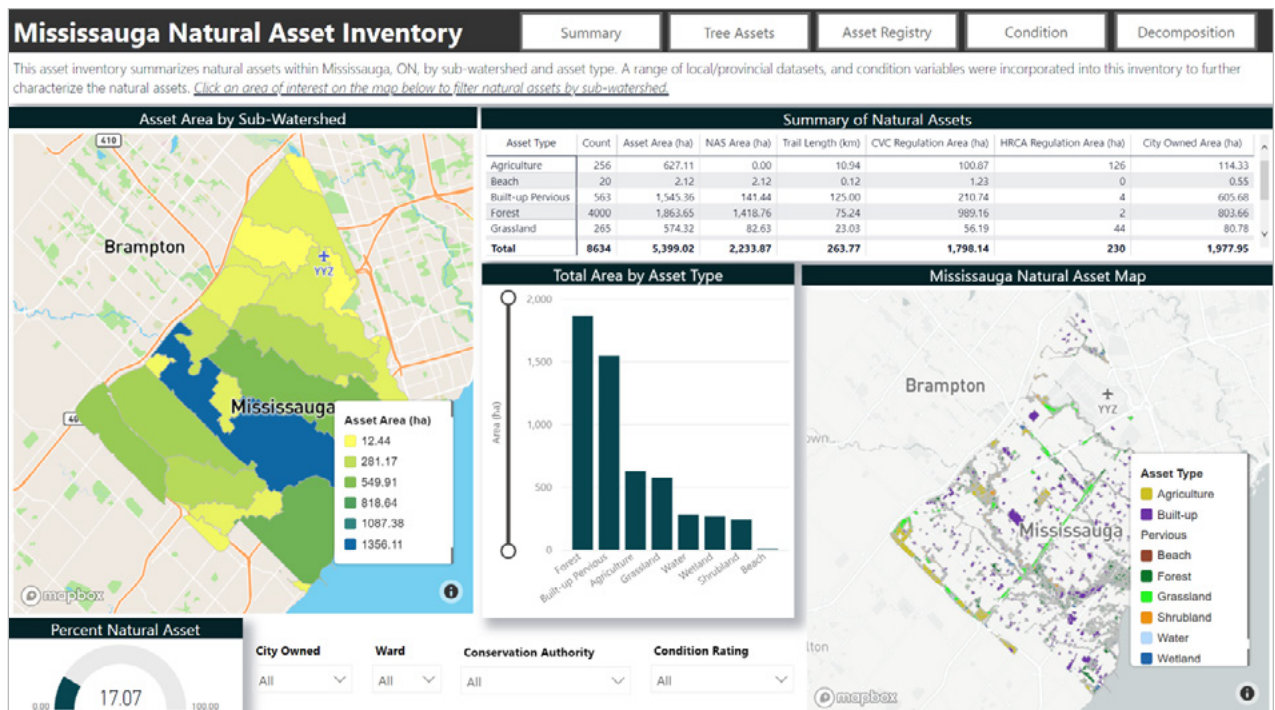 Mississauga Natural Asset Inventory
Summary
Tree Assets
Asset Registry
Condition
Decomposition
This asset inventory summarizes natural assets within Mississauga, ON, by sub-watershed and asset type. A range of local/provincial datasets, and condition variables were incorporated into this inventory to further
characterize the natural assets. Click an area of interest on the map below to filter natural assets by sub-watershed.
Asset Area by Sub-Watershed
410
Brampton
YYZ
Mississauga
Asset Area (ha)
12.44
281.17
549.91
818.64
1087.38
1356.11
mapbox
Summary of Natural Assets
Asset Type Count Asset Area (ha) NAS Area (ha) Trail Length (km) CVC Regulation Area (ha) HRCA Regulation Area (ha) City Owned Area (ha)
Agriculture 256 627.11 0.00 10.94 100.87 126 114.33
Beach 20 2.12 2.12 0.12 1.23 0 0.55
Built-up Pervious 563 1,545.36 141.44 125.00 210.74 4 605.68
Forest 4000 1,863.65 1,418.76 75.24 989.16 2 803.66
Grassland 265 574.32 82.63 23.03 56.19 44 80.78
Total 8634 5,399.02 2,233.87 263.77 1,798.14 230 1,977.95
Total Area by Asset Type
2,000
1,500
1,000
500
0
Area (ha)
Forest
Built-up Pervious
Agriculture
Grassland
Water
Wetland
Shrubland
Beach
Mississauga Natural Asset Map
Brampton
YYZ
Mississauga
Asset Type
Agriculture
Built-up
Pervious
Beach
Forest
Grassland
Shrubland
Water
Wetland
mapbox
Percent Natural Asset
17.07
0.00
100.00
City Owned
All
Ward
All
Conservation Authority
All
Condition Rating
All